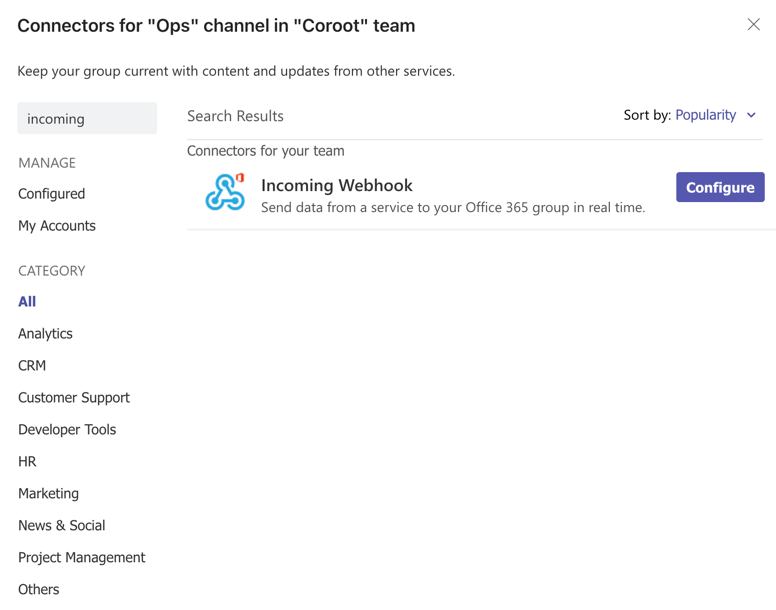 Connectors for "Ops" channel in "Coroot" team
Keep your group current with content and updates from other services.
incoming
MANAGE
Configured
My Accounts
CATEGORY
All
Analytics
CRM
Customer Support
Developer Tools
HR
Marketing
News & Social
Project Management
Others
Search Results
Sort by: Popularity
Connectors for your team
Incoming Webhook
Send data from a service to your Office 365 group in real time.
Configure